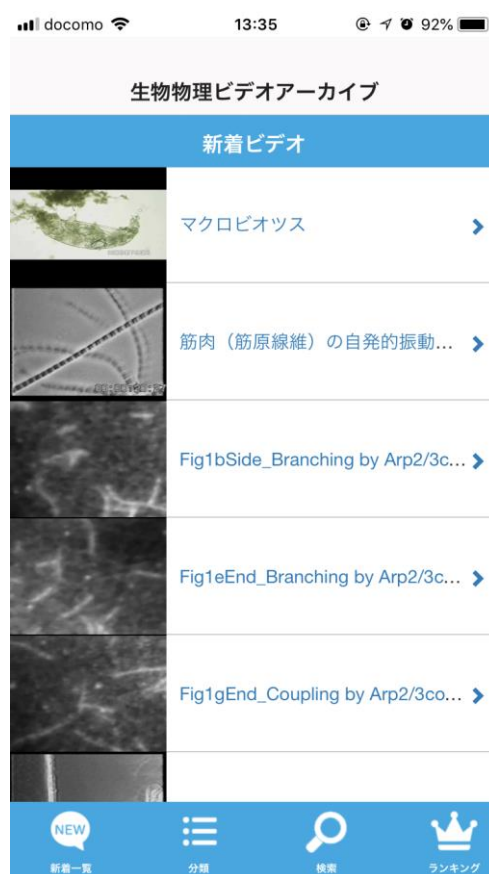 docomo 13:35 92%
生物物理ビデオアーカイブ
新着ビデオ
マクロビオツス
筋肉（筋原線維）の自発的振動...
Fig1bSide_Branching by Arp2/3c...
Fig1eEnd_Branching by Arp2/3c...
Fig1gEnd_Coupling by Arp2/3co...
NEW
新着一覧 分類 検索 ランキング